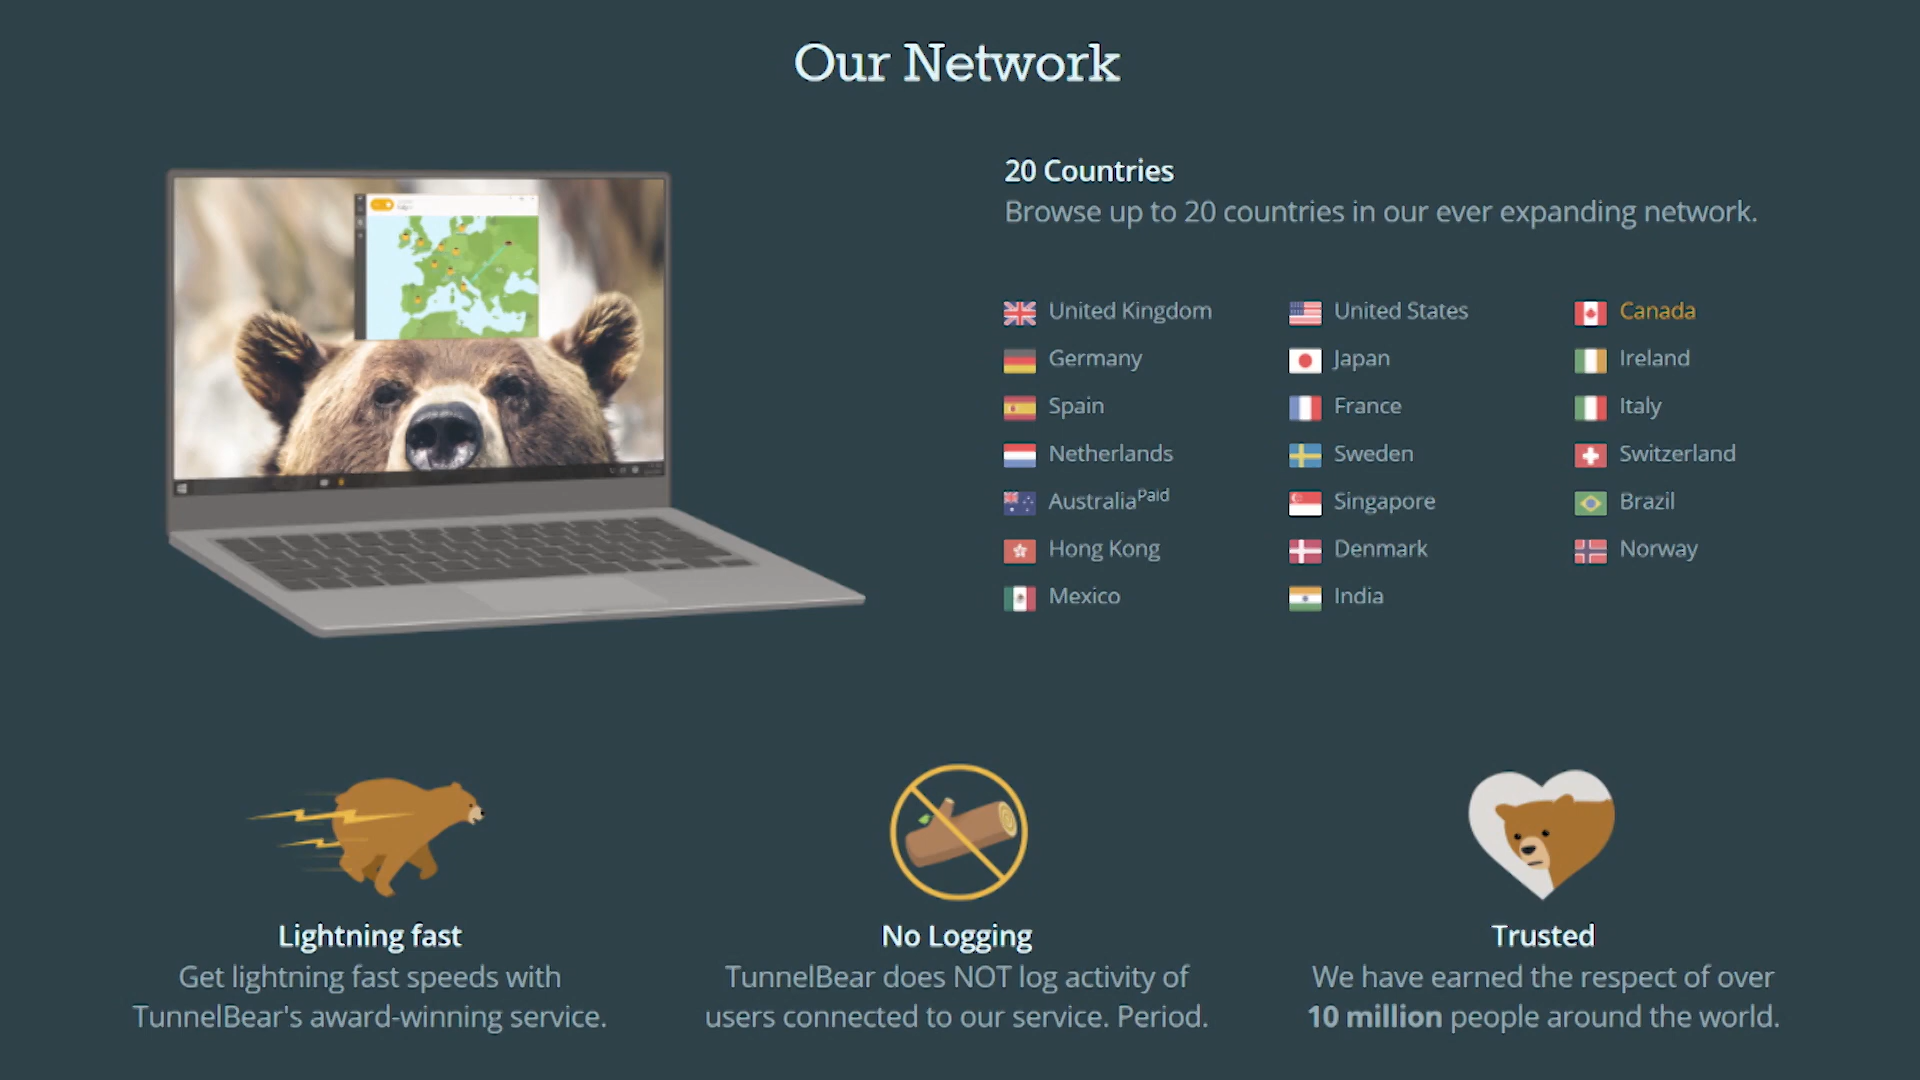 Our Network
20 Countries
Browse up to 20 countries in our ever expanding network.
United Kingdom United States Canada
Germany Japan Ireland
Spain France Italy
Netherlands Sweden Switzerland
AustraliaPaid Singapore Brazil
Hong Kong Denmark Norway
Mexico India
Lightning fast
Get lightning fast speeds with
TunnelBear's award-winning service.
No Logging
TunnelBear does NOT log activity of
users connected to our service. Period.
Trusted
We have earned the respect of over
10 million people around the world.